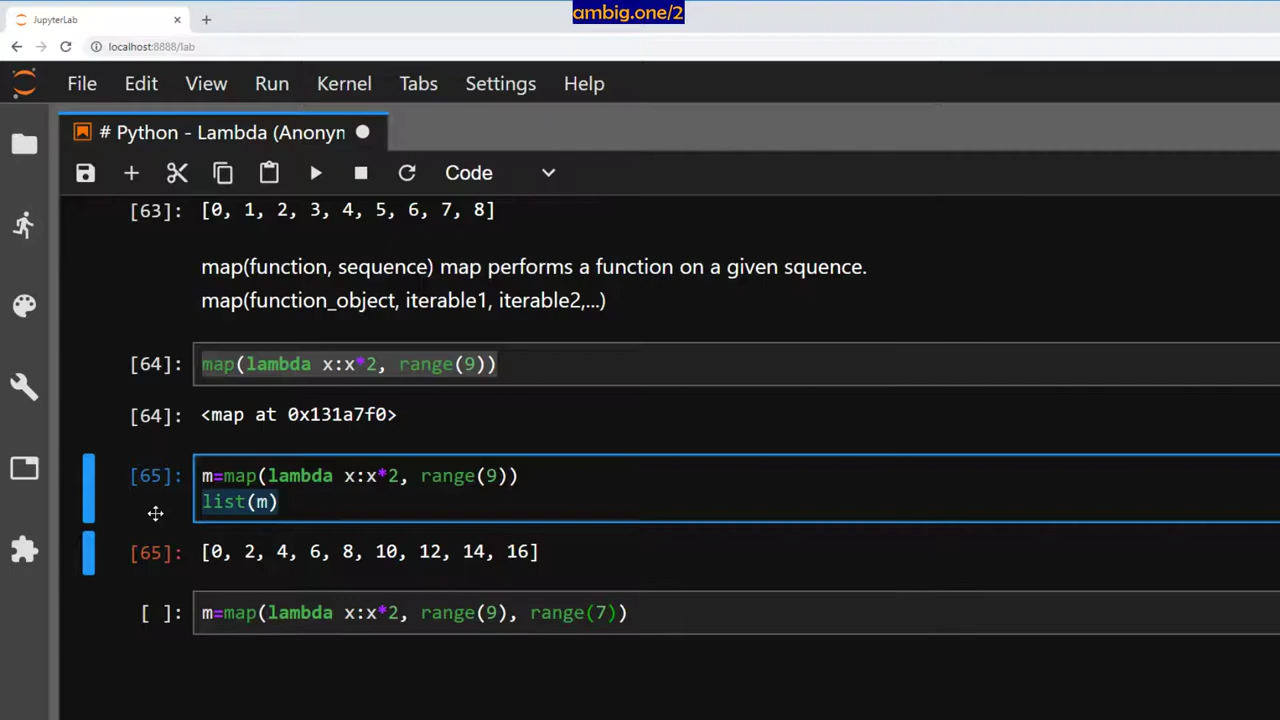 ambig.one/2
JupyterLab
localhost:8888/lab
File Edit View Run Kernel Tabs Settings Help
# Python - Lambda (Anonyn
Code
[63]: [0, 1, 2, 3, 4, 5, 6, 7, 8]
map(function, sequence) map performs a function on a given squence.
map(function_object, iterable1, iterable2,...)
[64]: map(lambda x:x*2, range(9))
[64]: <map at 0x131a7f0>
[65]: m=map(lambda x:x*2, range(9))
list(m)
[65]: [0, 2, 4, 6, 8, 10, 12, 14, 16]
[ ]: m=map(lambda x:x*2, range(9), range(7))